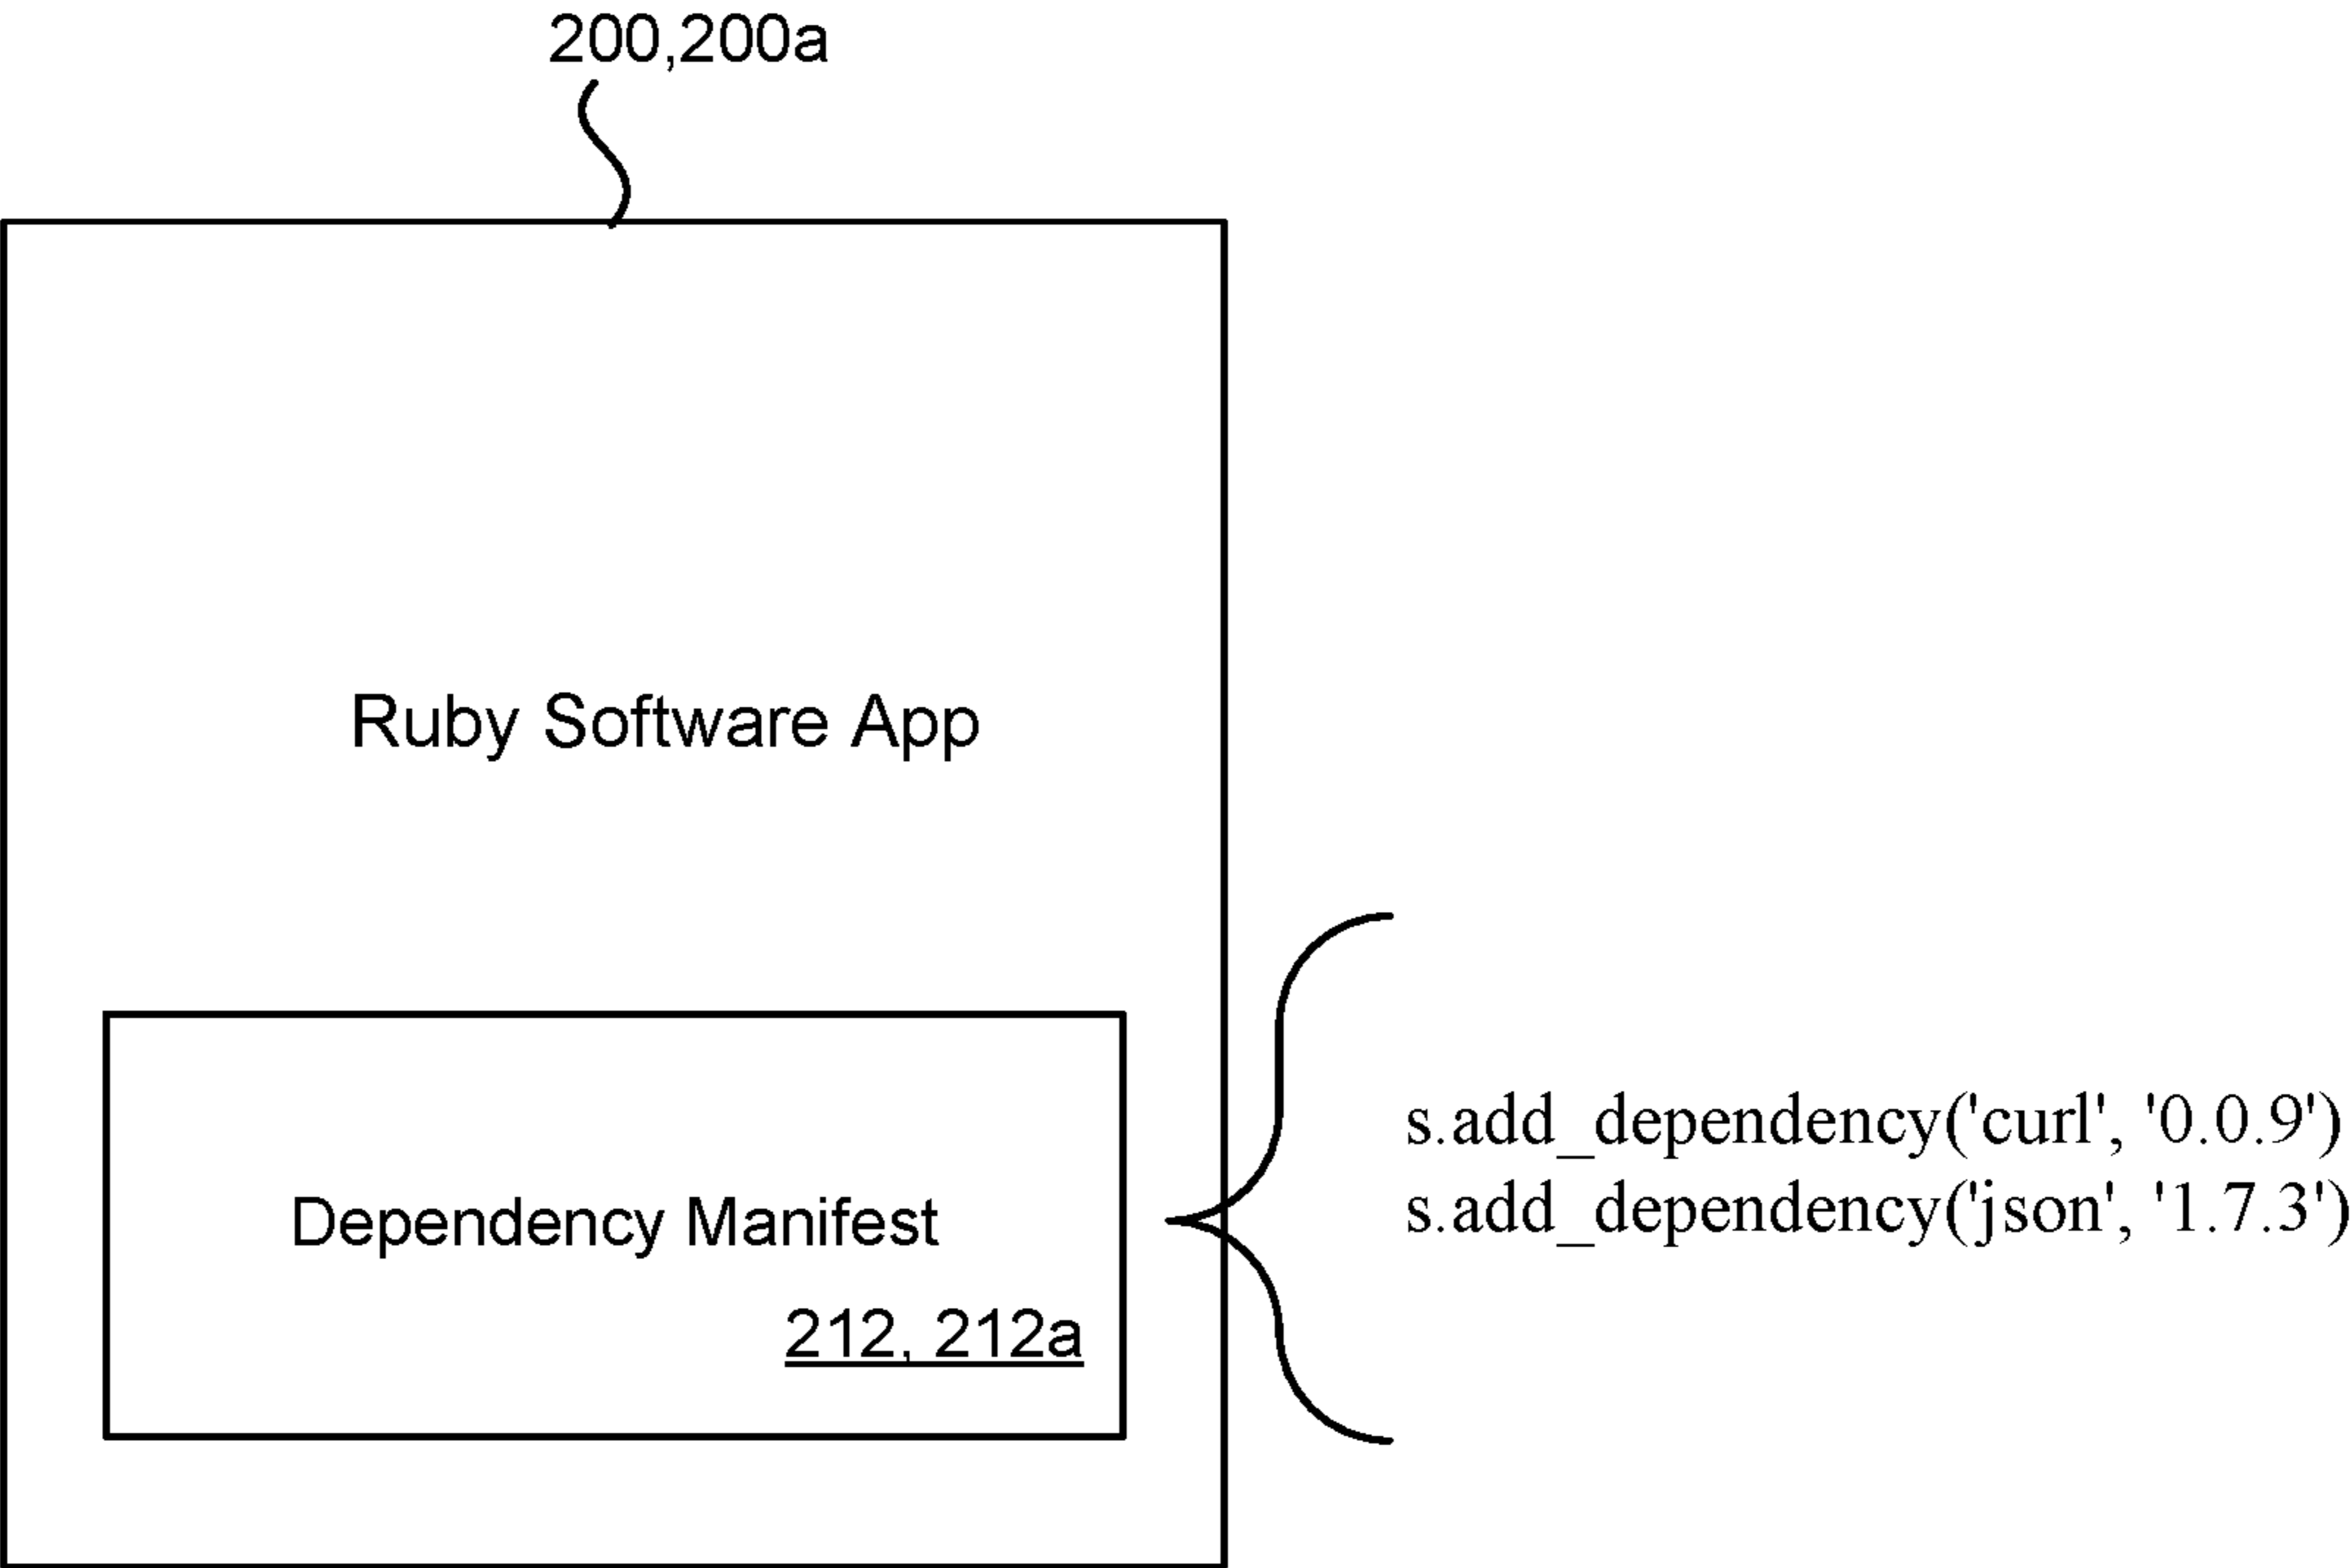 200,200a
Ruby Software App
Dependency Manifest
212, 212a
s.add_dependency('curl', '0.0.9')
s.add_dependency('json', '1.7.3')